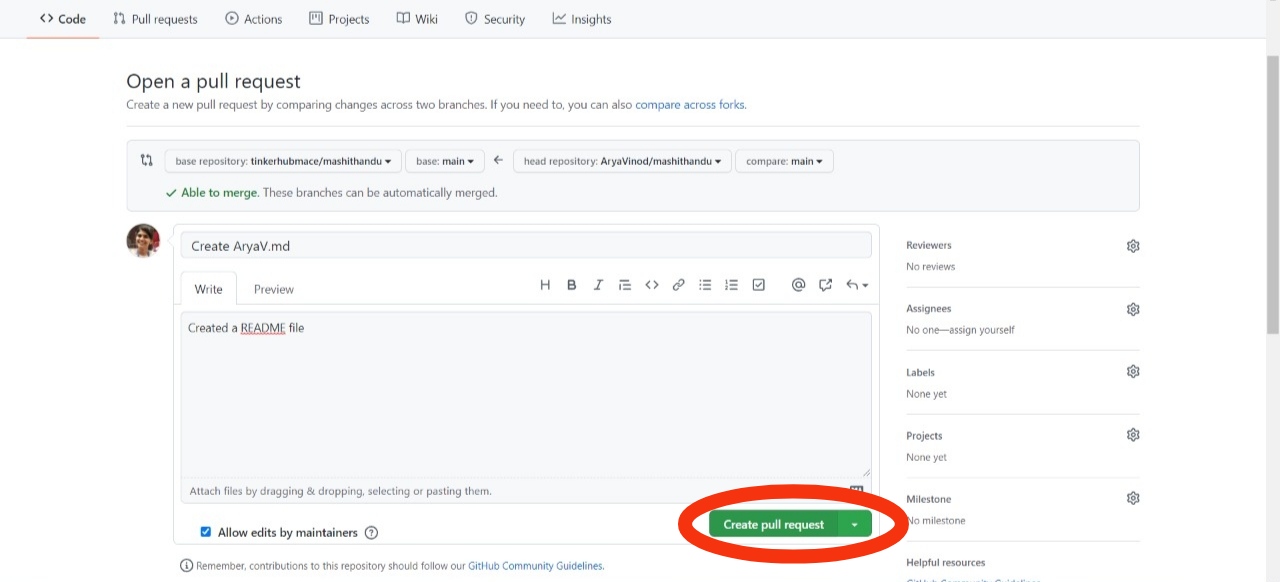 Code Pull requests Actions Projects Wiki Security Insights
Open a pull request
Create a new pull request by comparing changes across two branches. If you need to, you can also compare across forks.
base repository: tinkerhubmace/mashithandu base: main head repository: AryaVinod/mashithandu compare: main
Able to merge. These branches can be automatically merged.
Create AryaV.md
Write Preview
Created a README file
Attach files by dragging & dropping, selecting or pasting them.
Allow edits by maintainers
Create pull request
Remember, contributions to this repository should follow our GitHub Community Guidelines.
Reviewers
No reviews
Assignees
No one—assign yourself
Labels
None yet
Projects
None yet
Milestone
No milestone
Helpful resources